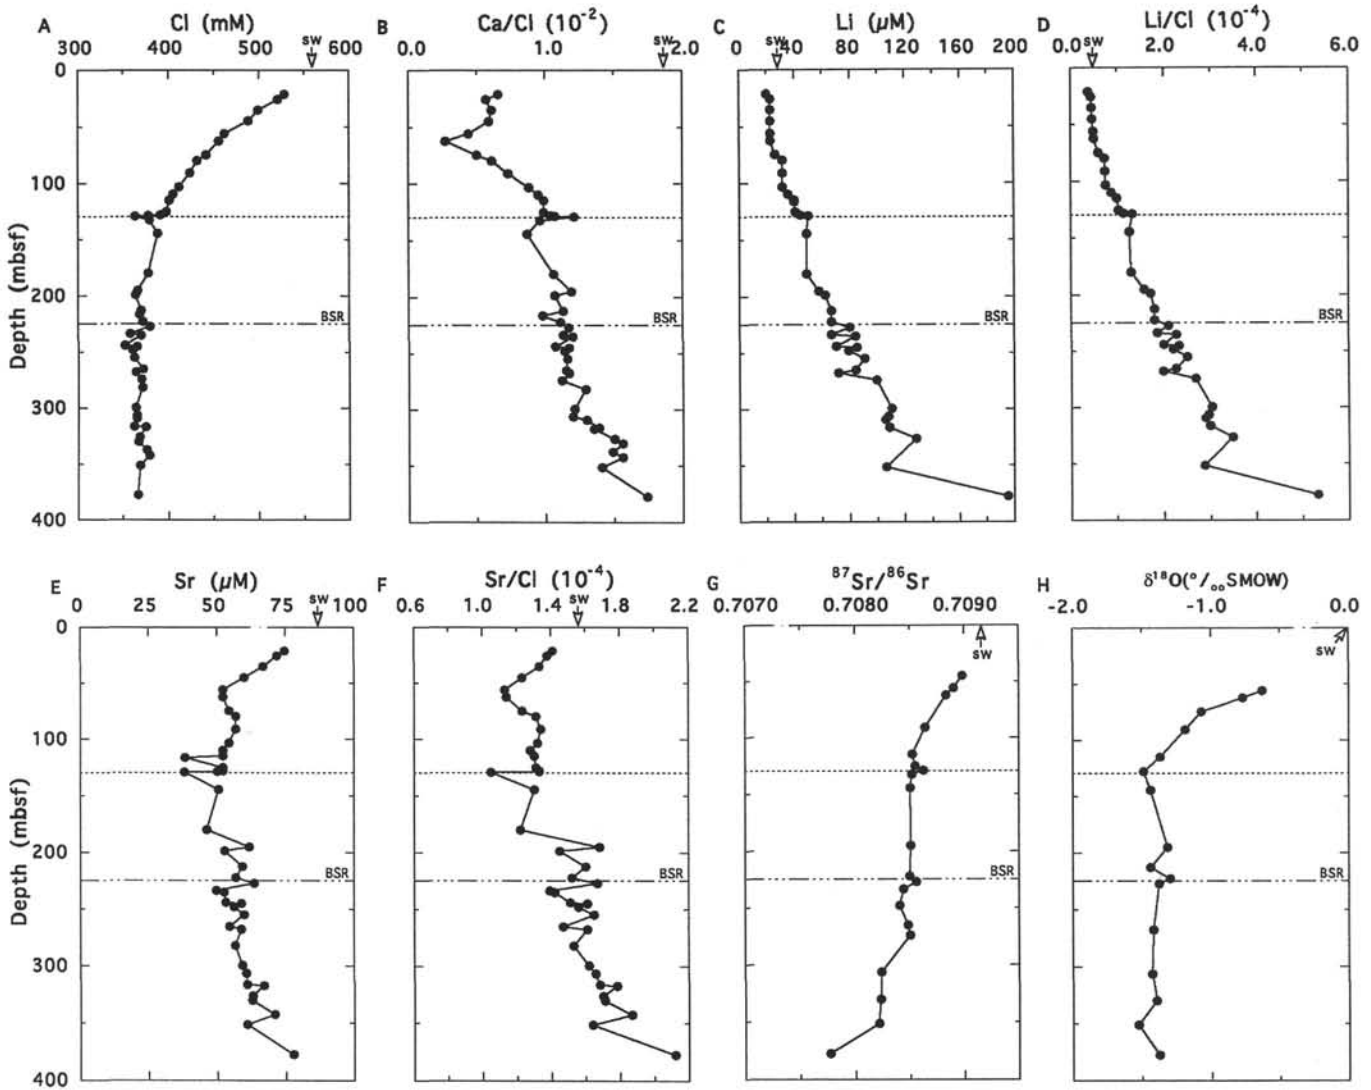 A Cl (mM) B Ca/Cl (10-2) C Li (µM) D Li/Cl (10-4)
300 400 500 600 0.0 1.0 2.0 0 40 80 120 160 200 0.0 2.0 4.0 6.0
sw sw sw sw
0
100
200
300
400
Depth (mbsf)
BSR BSR BSR BSR
E Sr (µM) F Sr/Cl (10-4) G 87Sr/86Sr H δ18O(°/ooSMOW)
0 25 50 75 100 0.6 1.0 1.4 1.8 2.2 0.7070 0.7080 0.7090 -2.0 -1.0 0.0
sw sw sw sw
0
100
200
300
400
Depth (mbsf)
BSR BSR BSR BSR